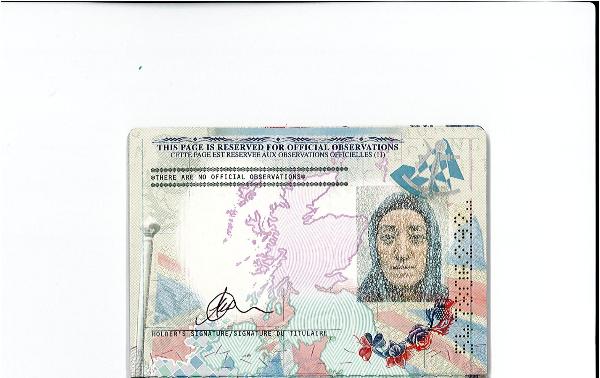 THIS PAGE IS RESERVED FOR OFFICIAL OBSERVATIONS
CETTE PAGE EST RESERVEE AUX OBSERVATIONS OFFICIELLES (11)
*THERE ARE NO OFFICIAL OBSERVATIONS*
HOLDER'S SIGNATURE/SIGNATURE DU TITULAIRE